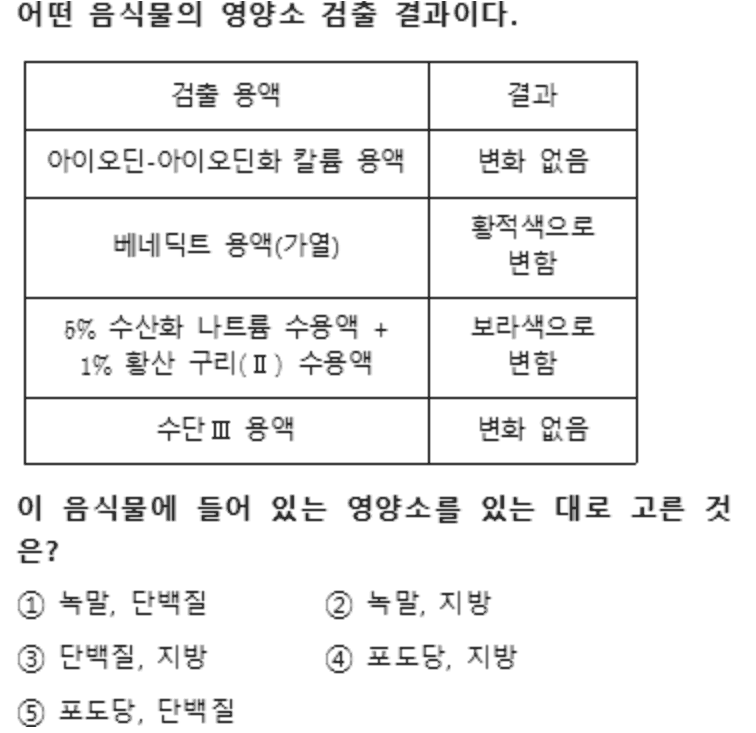 어떤 음식물의 영양소 검출 결과이다.
검출 용액 결과
아이오딘-아이오딘화 칼륨 용액 변화 없음
베네딕트 용액(가열) 황적색으로
변함
5% 수산화 나트륨 수용액 + 보라색으로
1% 황산 구리(Ⅱ) 수용액 변함
수단Ⅲ 용액 변화 없음
이 음식물에 들어 있는 영양소를 있는 대로 고른 것
은?
① 녹말, 단백질 ② 녹말, 지방
③ 단백질, 지방 ④ 포도당, 지방
⑤ 포도당, 단백질